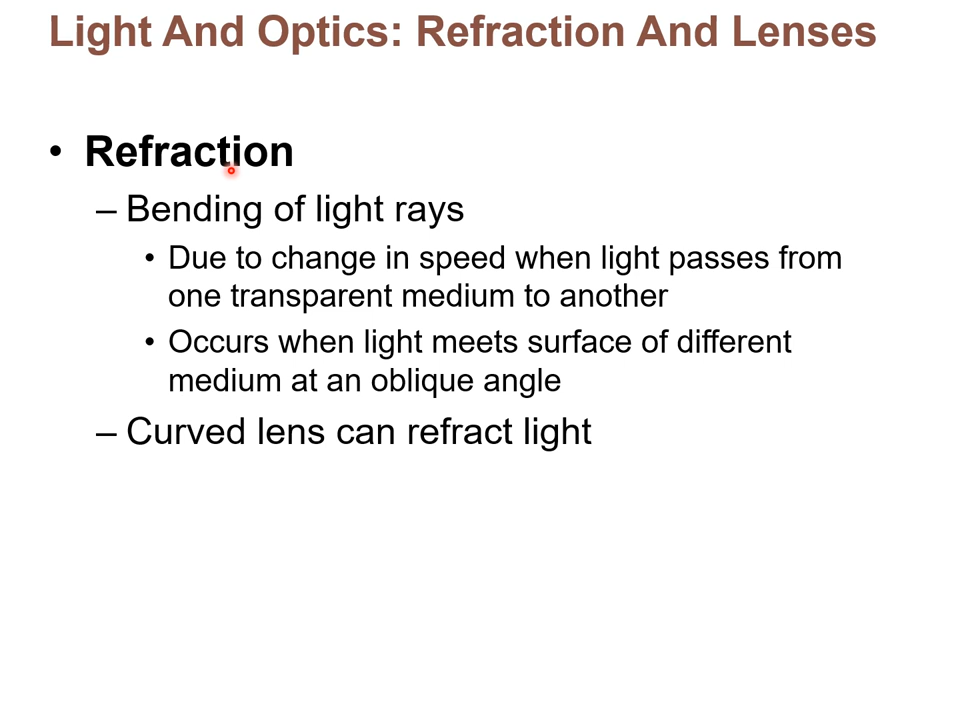 Light And Optics: Refraction And Lenses
• Refraction
– Bending of light rays
• Due to change in speed when light passes from
one transparent medium to another
• Occurs when light meets surface of different
medium at an oblique angle
– Curved lens can refract light